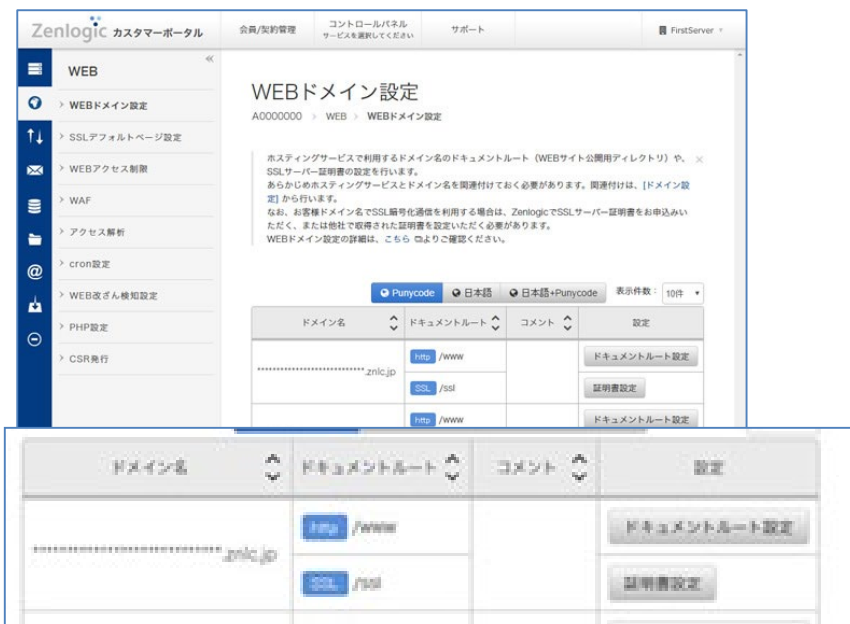 Zenlogic カスタマーポータル
会員/契約管理
コントロールパネル
サービスを選択してください
サポート
FirstServer
WEB
WEBドメイン設定
SSLデフォルトページ設定
WEBアクセス制限
WAF
アクセス解析
cron設定
WEB改ざん検知設定
PHP設定
CSR発行
WEBドメイン設定
A0000000 > WEB > WEBドメイン設定
ホスティングサービスで利用するドメイン名のドキュメントルート（WEBサイト公開用ディレクトリ）や、
SSLサーバー証明書の設定を行います。
あらかじめホスティングサービスとドメイン名を関連付けておく必要があります。関連付けは、[ドメイン設
定] から行います。
なお、お客様ドメイン名でSSL暗号化通信を利用する場合は、ZenlogicでSSLサーバー証明書をお申込みい
ただく、または他社で取得された証明書を設定いただく必要があります。
WEBドメイン設定の詳細は、こちら よりご確認ください。
Punycode 日本語 日本語+Punycode 表示件数： 10件
ドメイン名 ドキュメントルート コメント 設定
http /www ドキュメントルート設定
****************************.znlc.jp
SSL /ssl 証明書設定
http /www ドキュメントルート設定
ドメイン名 ドキュメントルート コメント 設定
http /www ドキュメントルート設定
****************************.znlc.jp
SSL /ssl 証明書設定